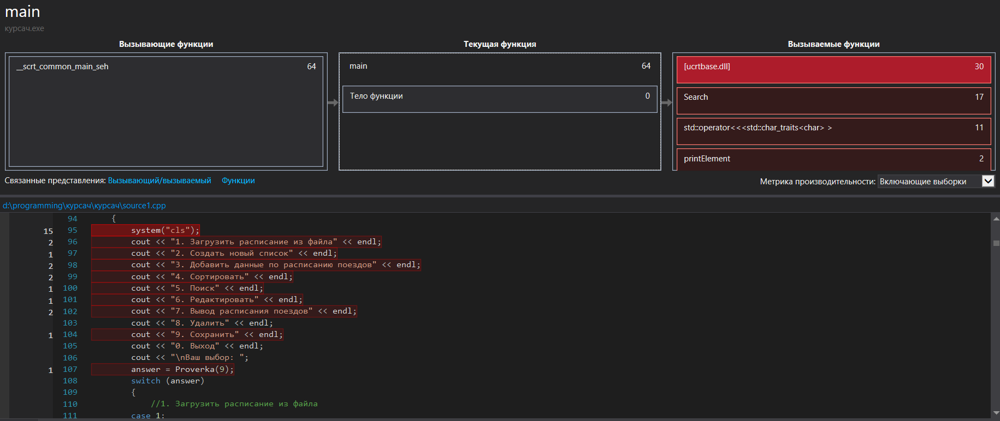 main
курсач.exe
Вызывающие функции
__scrt_common_main_seh 64
Текущая функция
main 64
Тело функции 0
Вызываемые функции
[ucrtbase.dll] 30
Search 17
std::operator<<<std::char_traits<char> > 11
printElement 2
Связанные представления: Вызывающий/вызываемый Функции
Метрика производительности: Включающие выборки
d:\programming\курсач\курсач\source1.cpp
94 {
15 95 system("cls");
2 96 cout << "1. Загрузить расписание из файла" << endl;
1 97 cout << "2. Создать новый список" << endl;
2 98 cout << "3. Добавить данные по расписанию поездов" << endl;
2 99 cout << "4. Сортировать" << endl;
1 100 cout << "5. Поиск" << endl;
1 101 cout << "6. Редактировать" << endl;
2 102 cout << "7. Вывод расписания поездов" << endl;
103 cout << "8. Удалить" << endl;
1 104 cout << "9. Сохранить" << endl;
105 cout << "0. Выход" << endl;
106 cout << "\nВаш выбор: ";
1 107 answer = Proverka(9);
108 switch (answer)
109 {
110 //1. Загрузить расписание из файла
111 case 1: